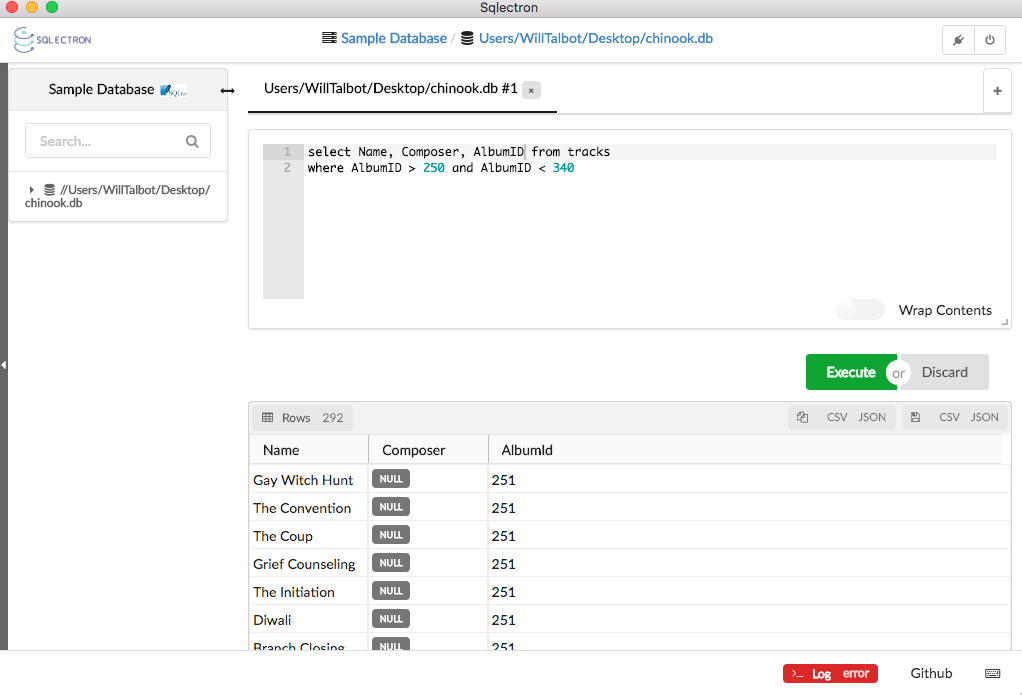 Sqlectron
SQLECTRON
Sample Database / Users/WillTalbot/Desktop/chinook.db
Sample Database SQLite
Search...
//Users/WillTalbot/Desktop/
chinook.db
Users/WillTalbot/Desktop/chinook.db #1 ×
+
1 select Name, Composer, AlbumID from tracks
2 where AlbumID > 250 and AlbumID < 340
Wrap Contents
Execute or Discard
Rows 292 CSV JSON CSV JSON
Name Composer AlbumId
Gay Witch Hunt NULL 251
The Convention NULL 251
The Coup NULL 251
Grief Counseling NULL 251
The Initiation NULL 251
Diwali NULL 251
Branch Closing NULL 251
>_ Log error Github